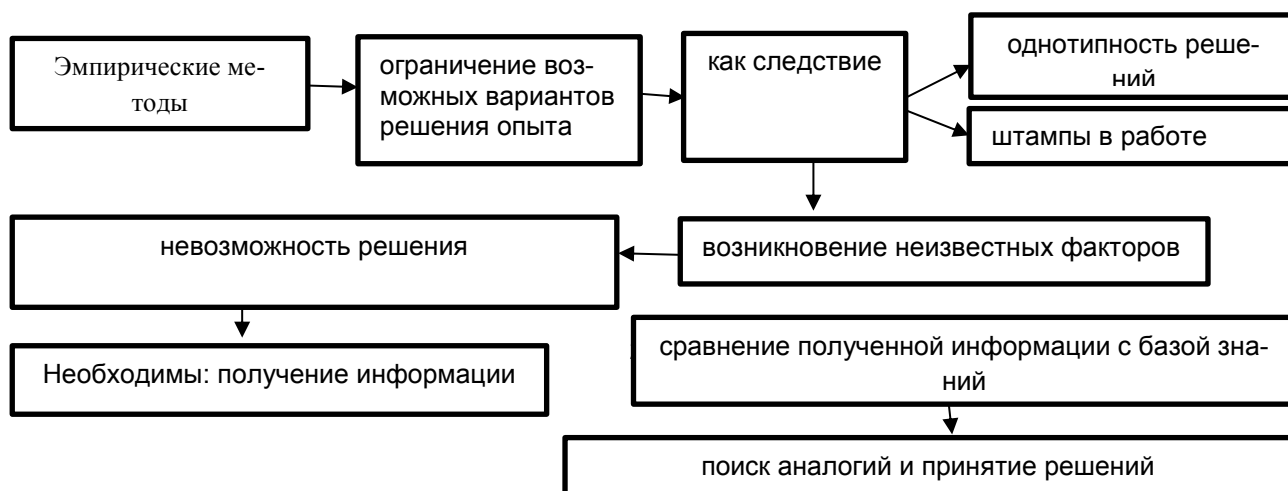 Эмпирические ме-
тоды
ограничение воз-
можных вариантов
решения опыта
как следствие
однотипность реше-
ний
штампы в работе
невозможность решения
возникновение неизвестных факторов
Необходимы: получение информации
сравнение полученной информации с базой зна-
ний
поиск аналогий и принятие решений